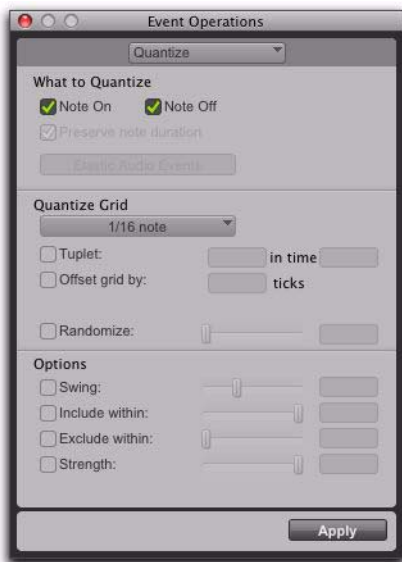 Event Operations
Quantize
What to Quantize
Note On Note Off
Preserve note duration
Elastic Audio Events
Quantize Grid
1/16 note
Tuplet: in time
Offset grid by: ticks
Randomize:
Options
Swing:
Include within:
Exclude within:
Strength:
Apply